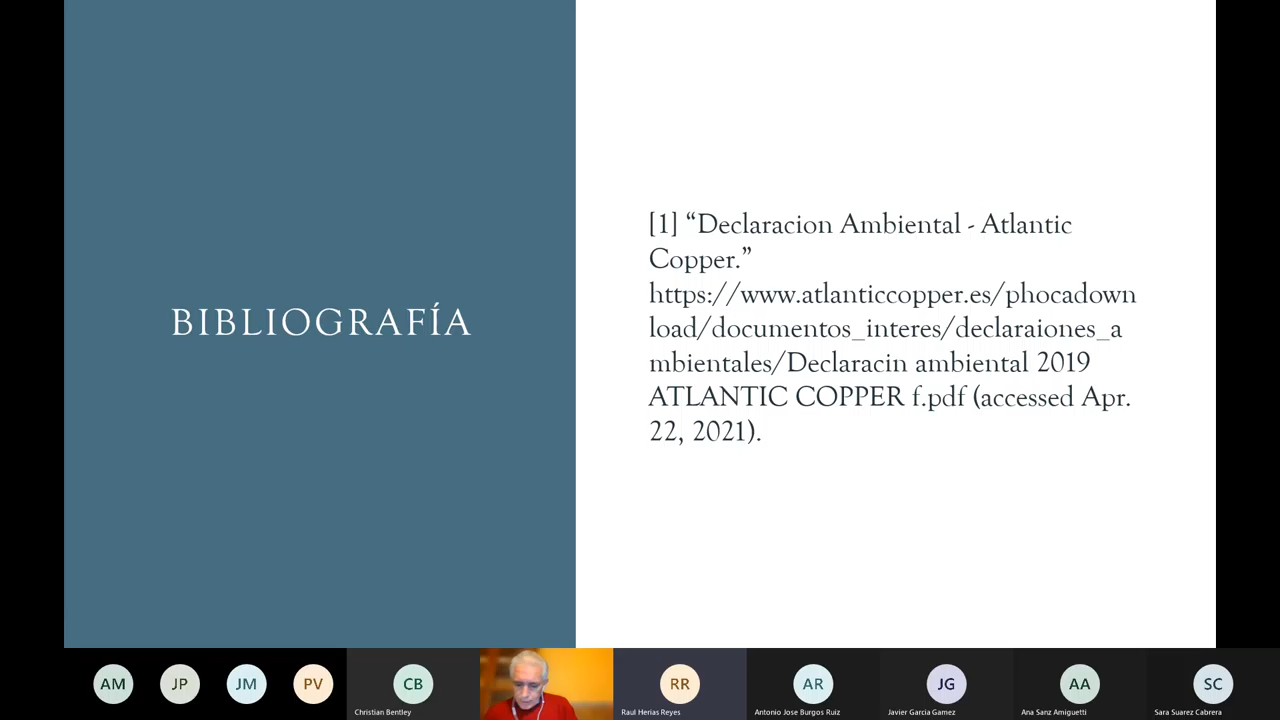 BIBLIOGRAFÍA
[1] “Declaracion Ambiental - Atlantic
Copper.”
https://www.atlanticcopper.es/phocadown
load/documentos_interes/declaraiones_a
mbientales/Declaracin ambiental 2019
ATLANTIC COPPER f.pdf (accessed Apr.
22, 2021).
AM
JP
JM
PV
CB
Christian Bentley
RR
Raul Herias Reyes
AR
Antonio Jose Burgos Ruiz
JG
Javier Garcia Gamez
AA
Ana Sanz Amiguetti
SC
Sara Suarez Cabrera